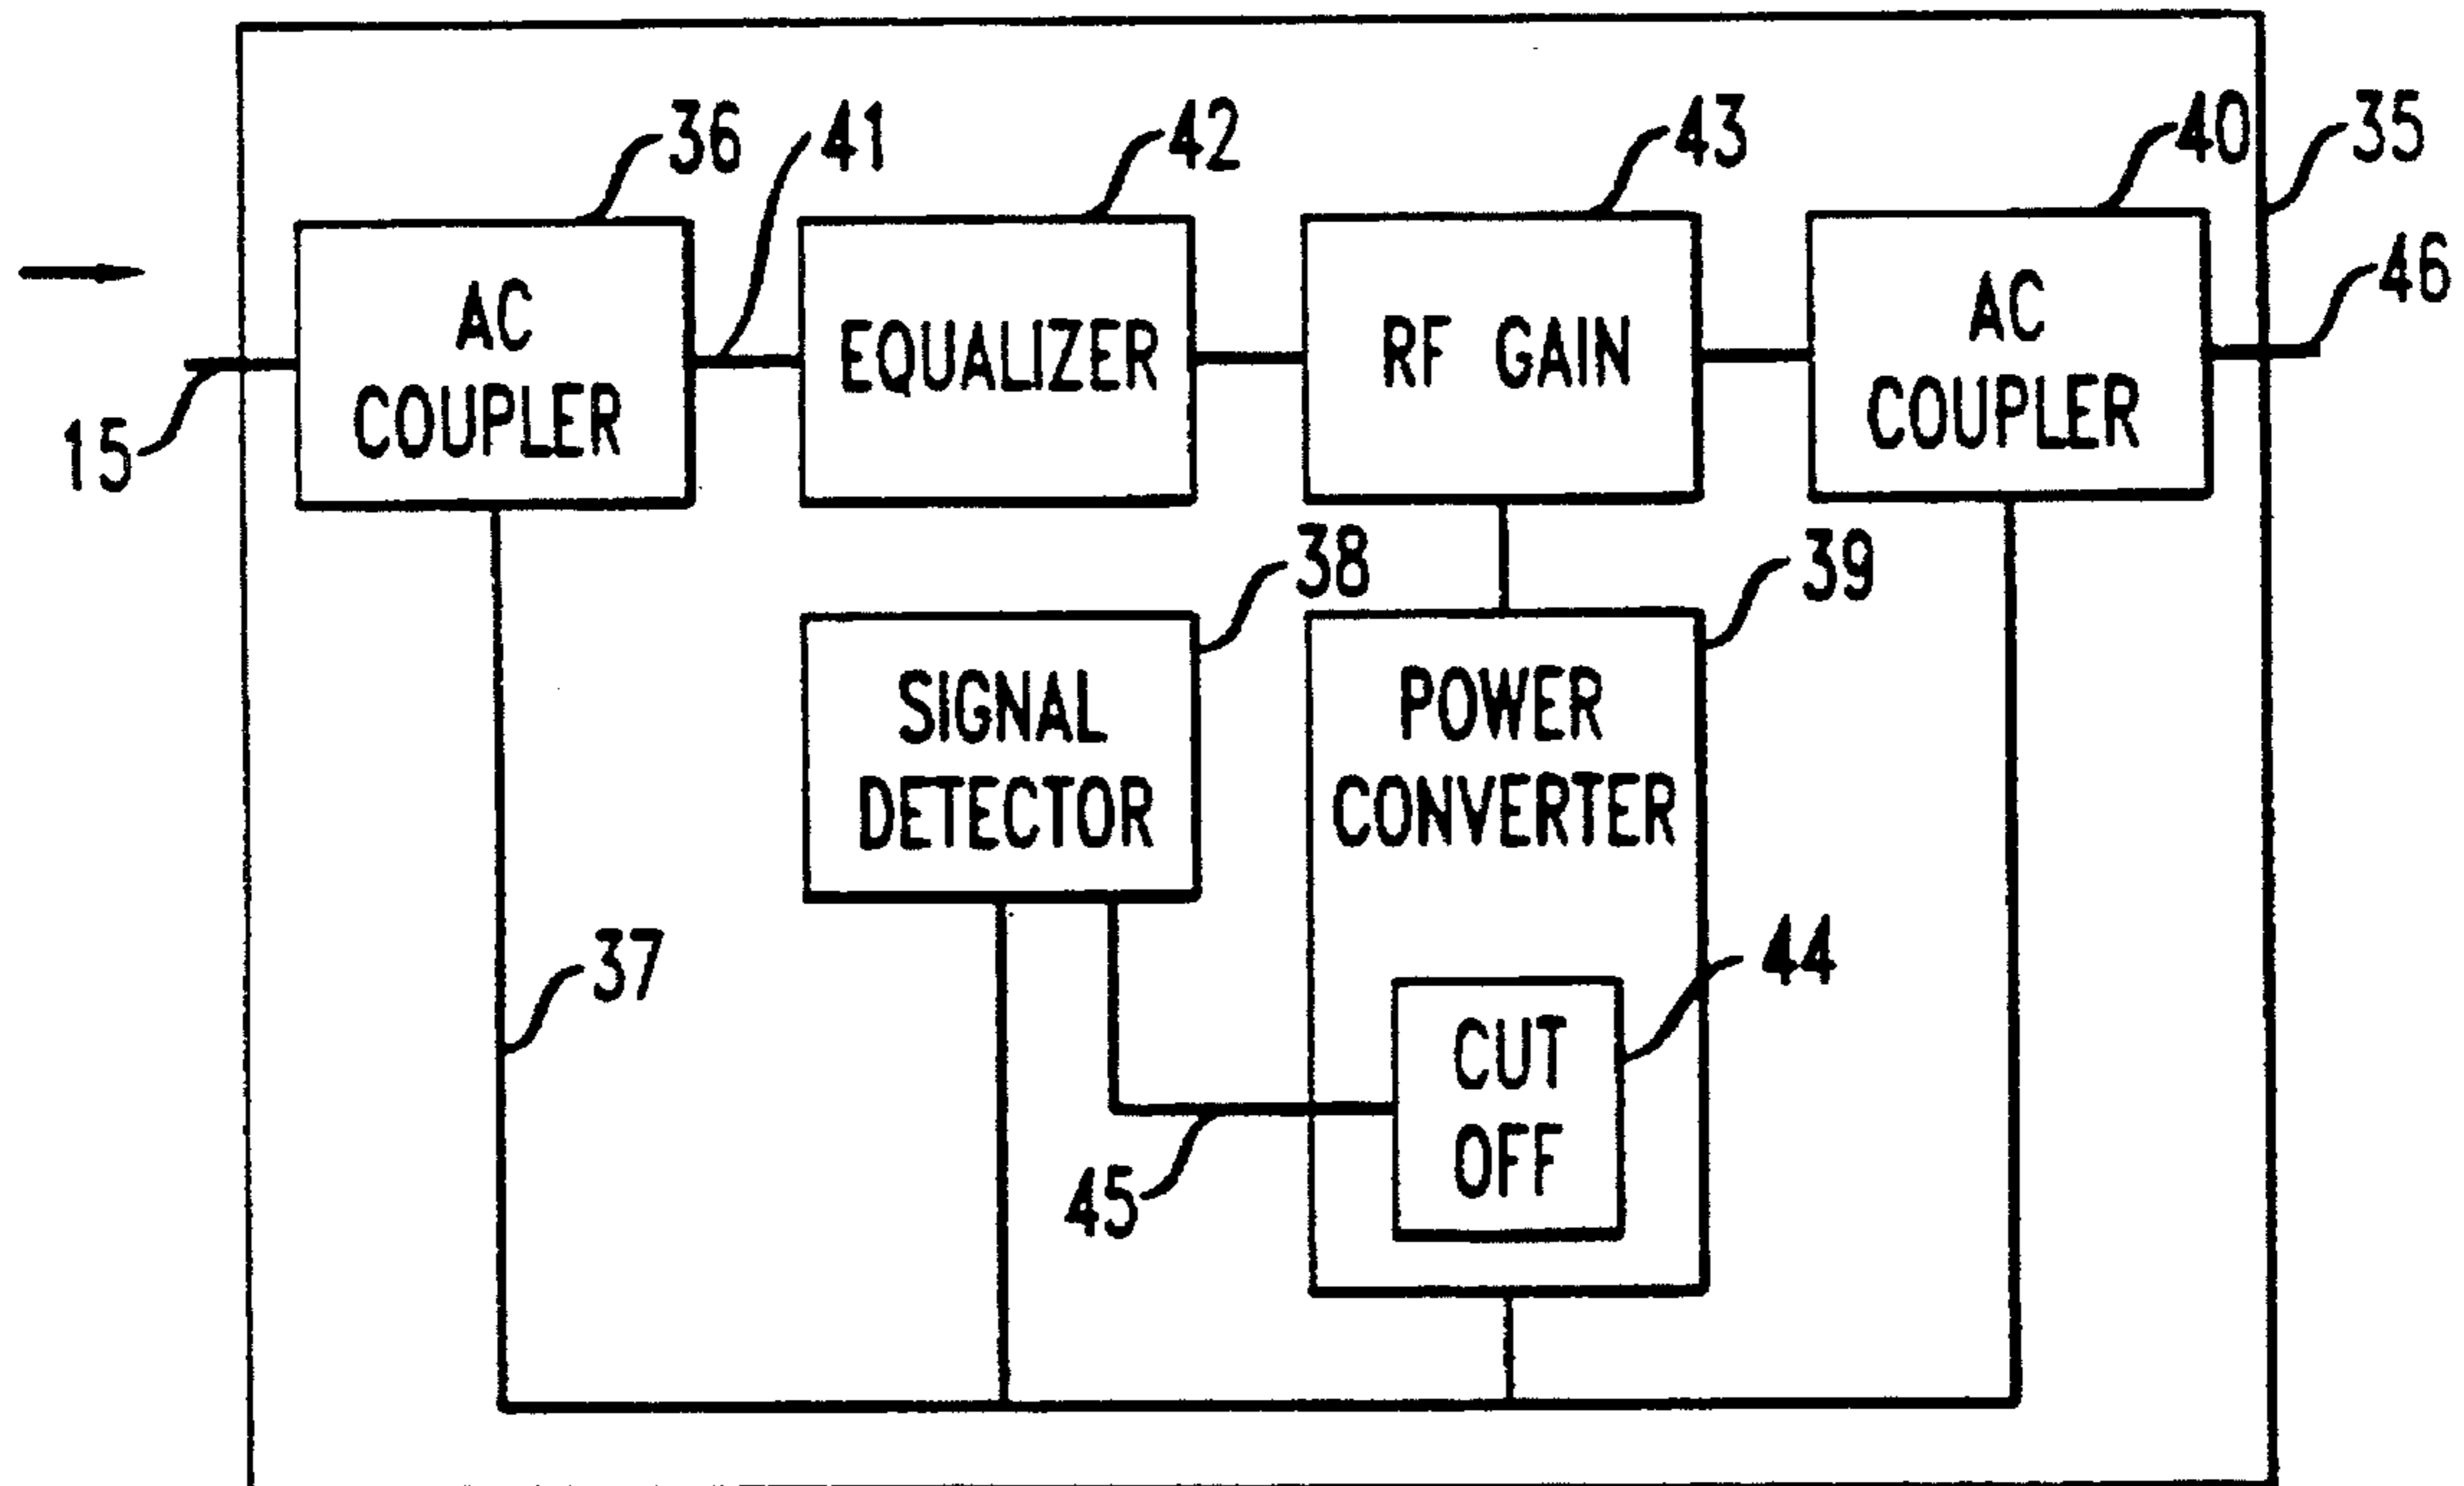 36
41
42
43
40
35
46
15
AC
COUPLER
EQUALIZER
RF GAIN
AC
COUPLER
38
39
SIGNAL
DETECTOR
POWER
CONVERTER
37
44
CUT
OFF
45